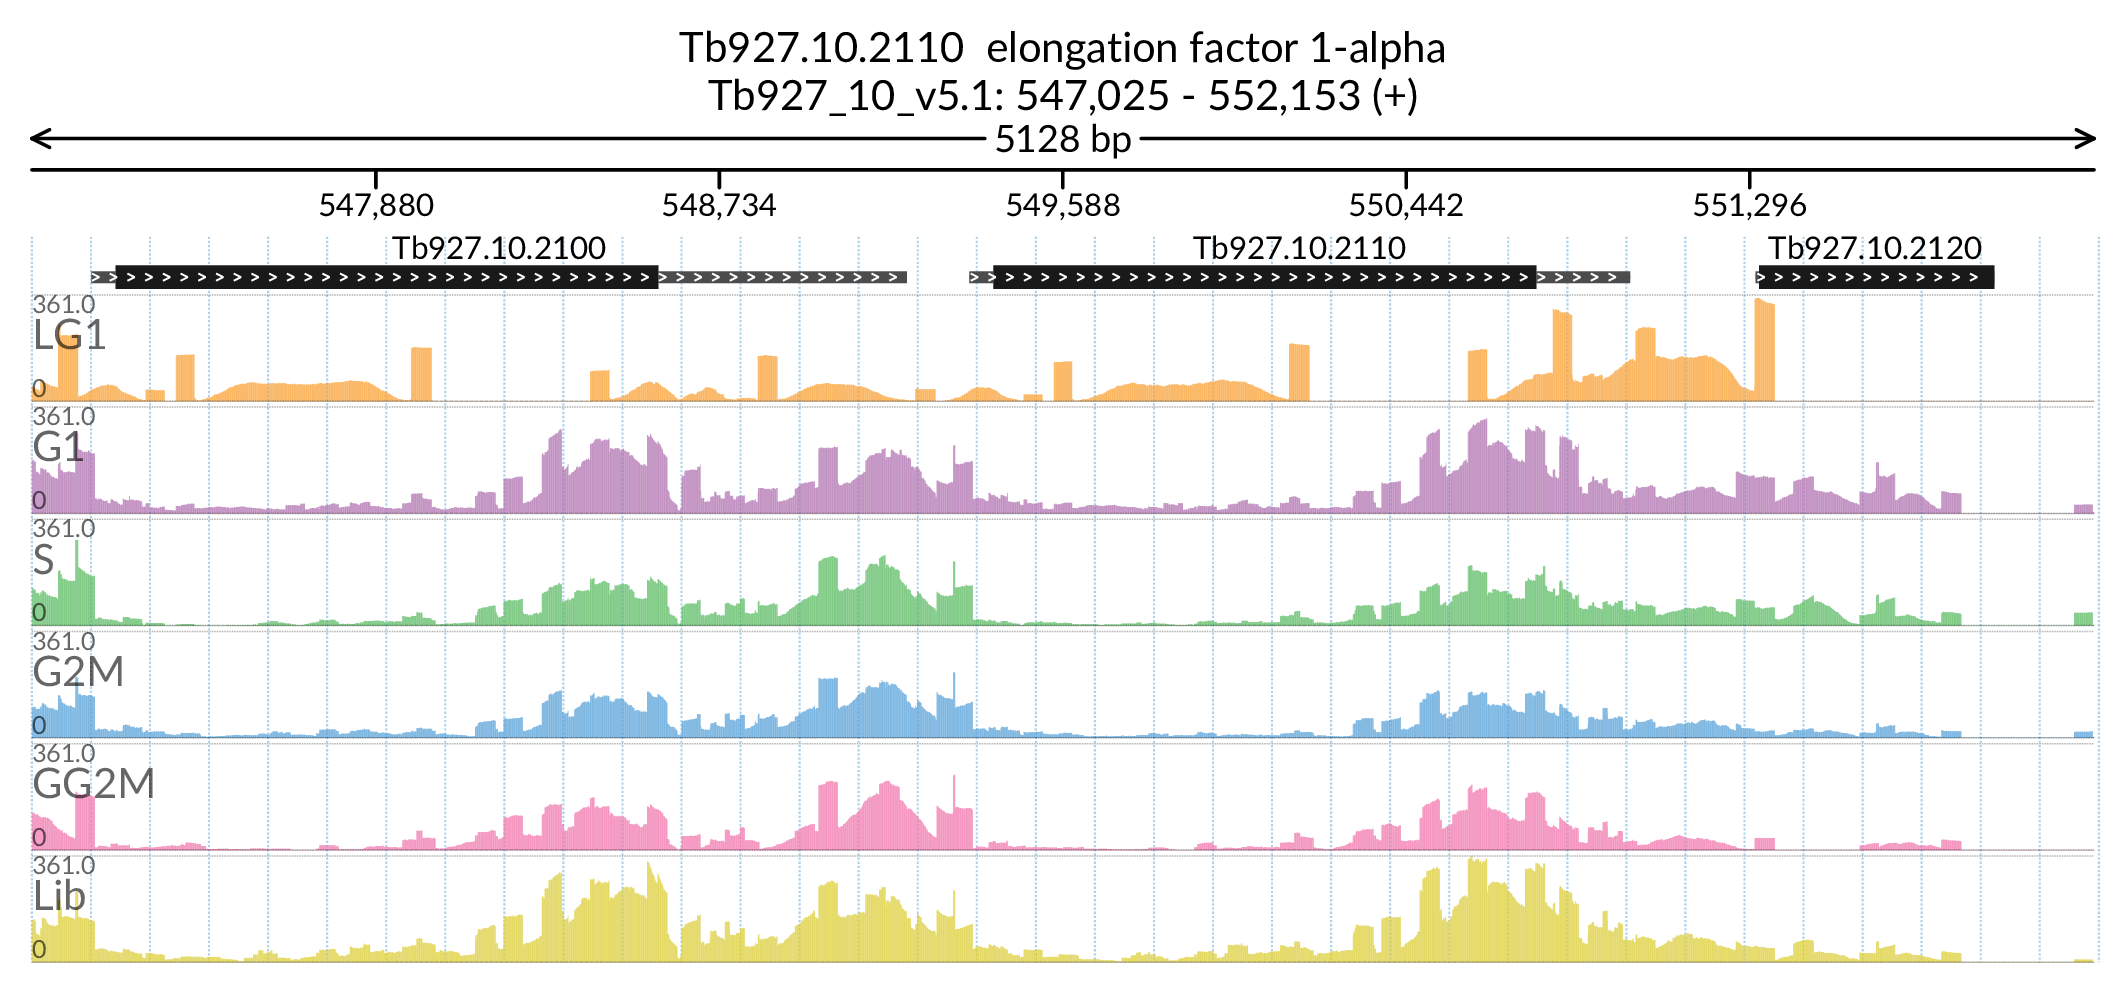 Tb927.10.2110 elongation factor 1-alpha
Tb927_10_v5.1: 547,025 - 552,153 (+)
5128 bp
547,880 548,734 549,588 550,442 551,296
Tb927.10.2100 Tb927.10.2110 Tb927.10.2120
361.0
LG1
0
361.0
G1
0
361.0
S
0
361.0
G2M
0
361.0
GG2M
0
361.0
Lib
0